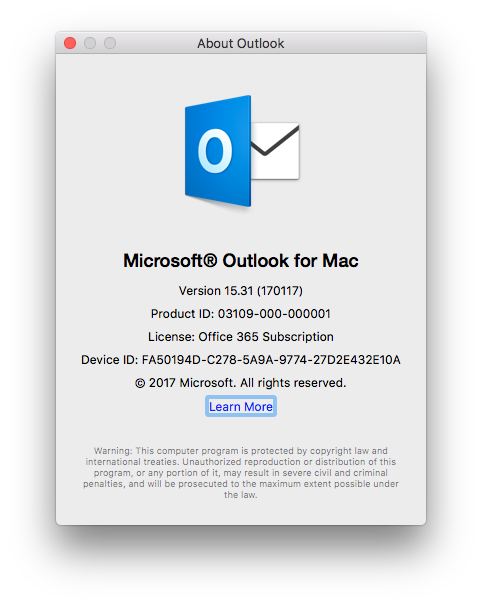 About Outlook
O
Microsoft® Outlook for Mac
Version 15.31 (170117)
Product ID: 03109-000-000001
License: Office 365 Subscription
Device ID: FA50194D-C278-5A9A-9774-27D2E432E10A
© 2017 Microsoft. All rights reserved.
Learn More
Warning: This computer program is protected by copyright law and
international treaties. Unauthorized reproduction or distribution of this
program, or any portion of it, may result in severe civil and criminal
penalties, and will be prosecuted to the maximum extent possible under
the law.